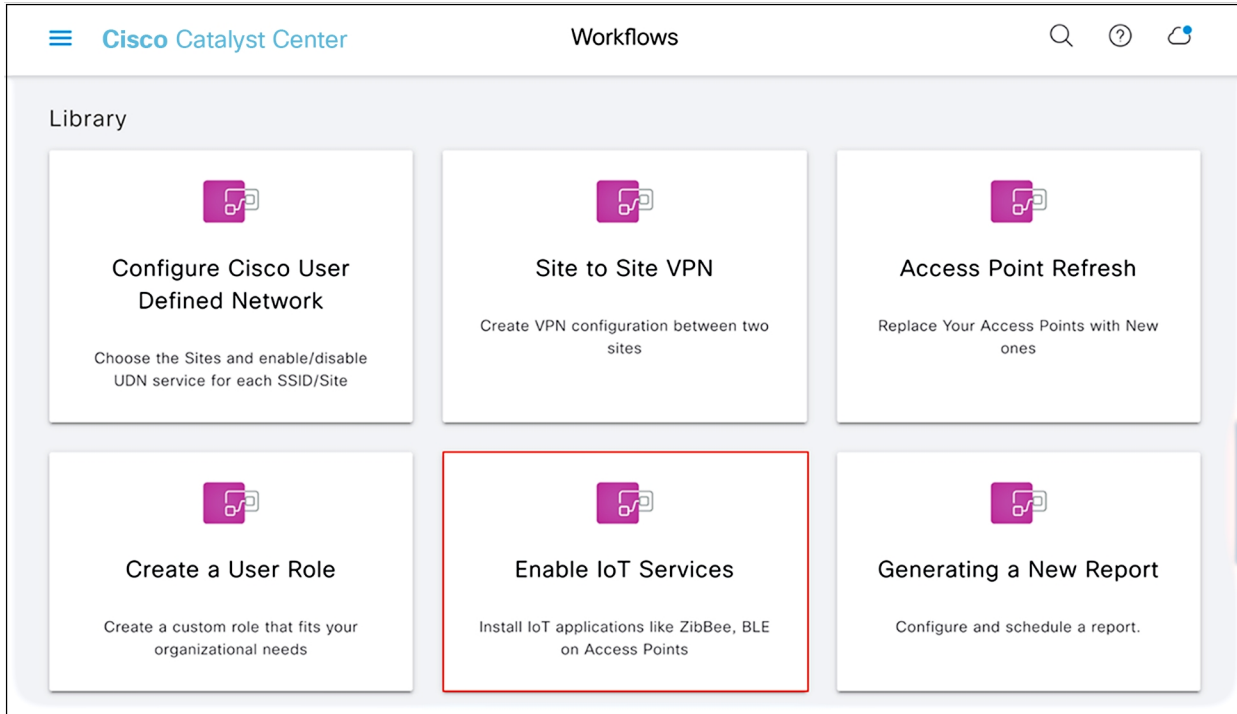 Cisco Catalyst Center
Workflows
Library
Configure Cisco User
Defined Network
Choose the Sites and enable/disable
UDN service for each SSID/Site
Site to Site VPN
Create VPN configuration between two
sites
Access Point Refresh
Replace Your Access Points with New
ones
Create a User Role
Create a custom role that fits your
organizational needs
Enable IoT Services
Install IoT applications like ZibBee, BLE
on Access Points
Generating a New Report
Configure and schedule a report.